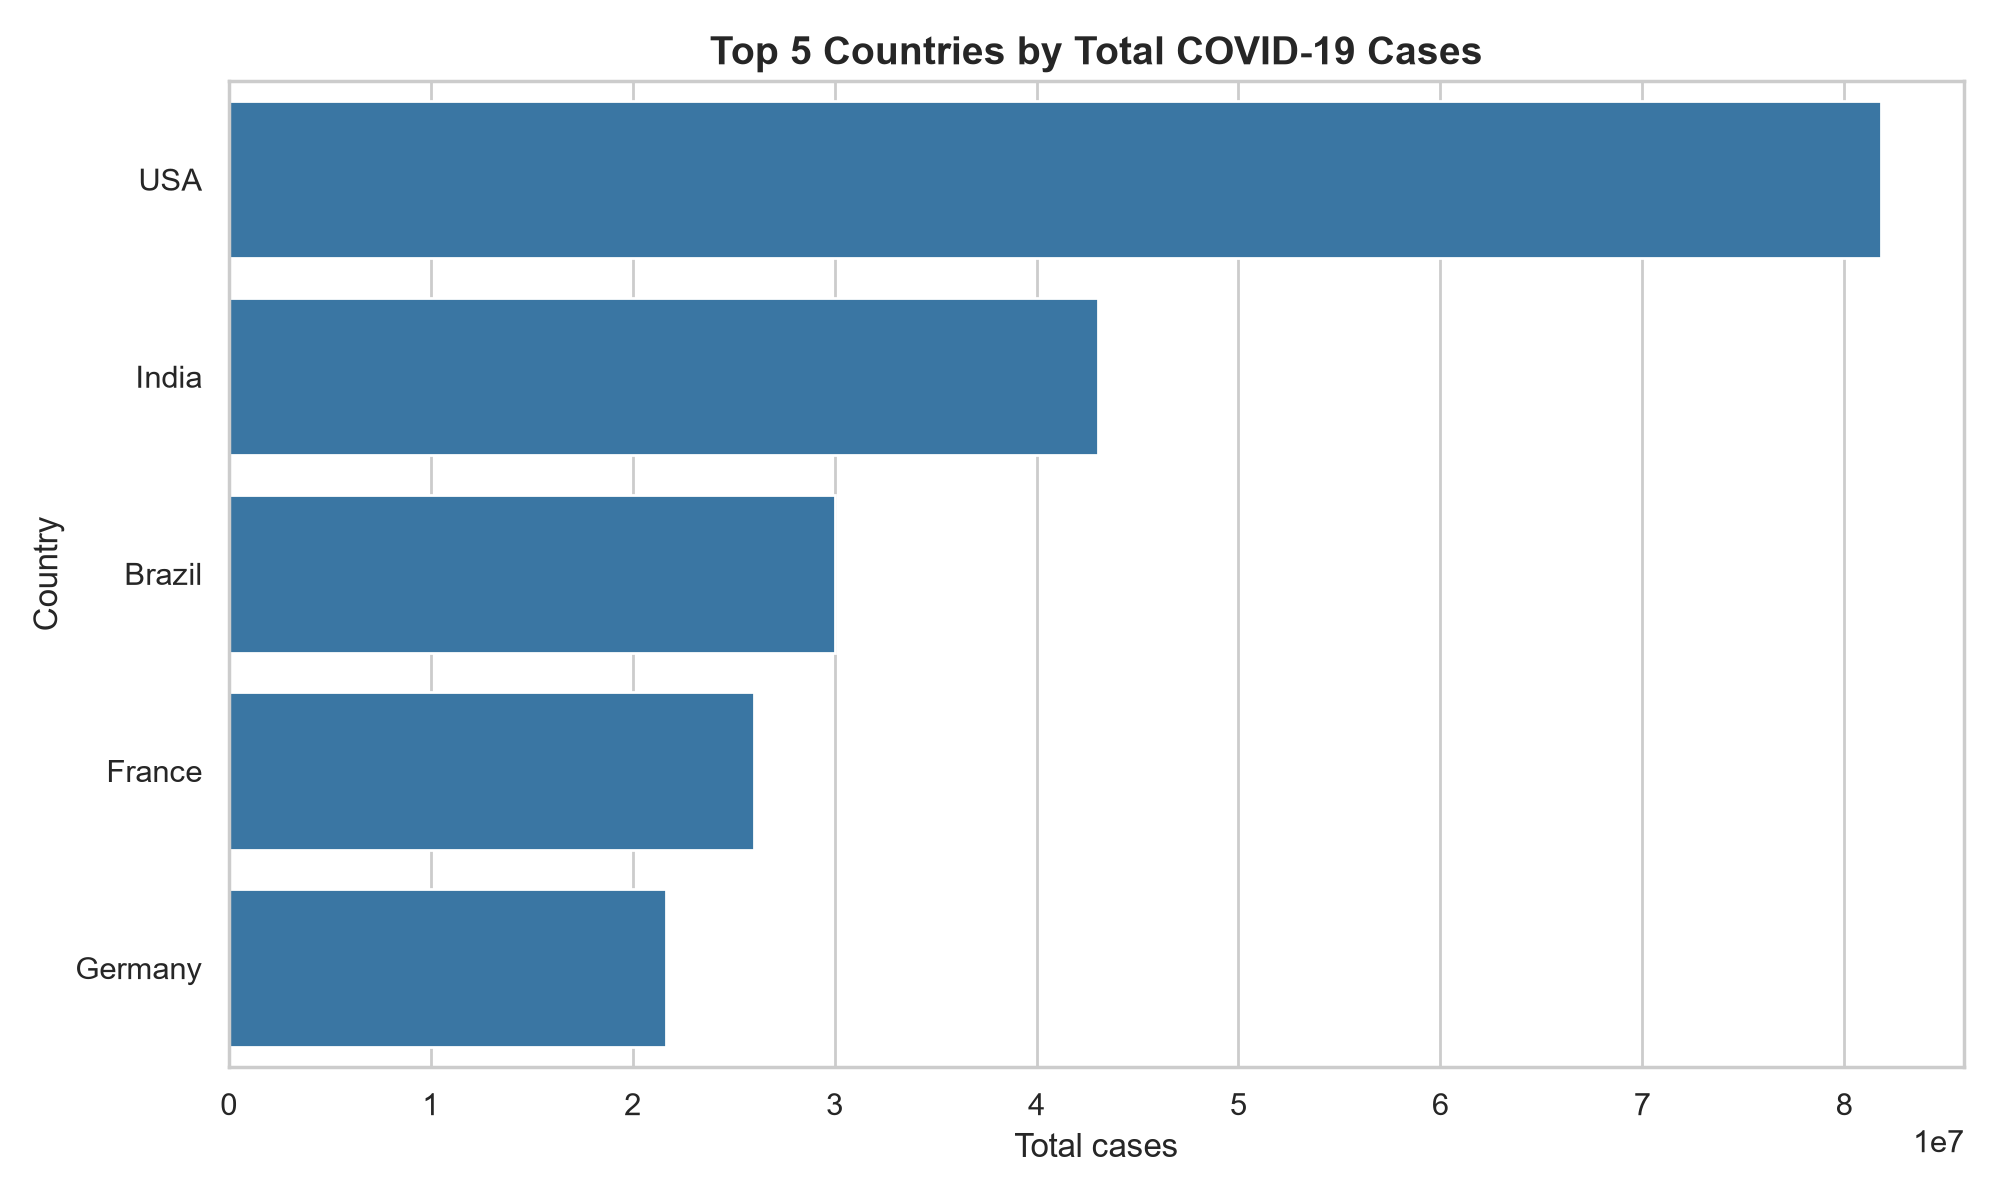 Top 5 Countries by Total COVID-19 Cases
Country
USA
India
Brazil
France
Germany
0 1 2 3 4 5 6 7 8
1e7
Total cases